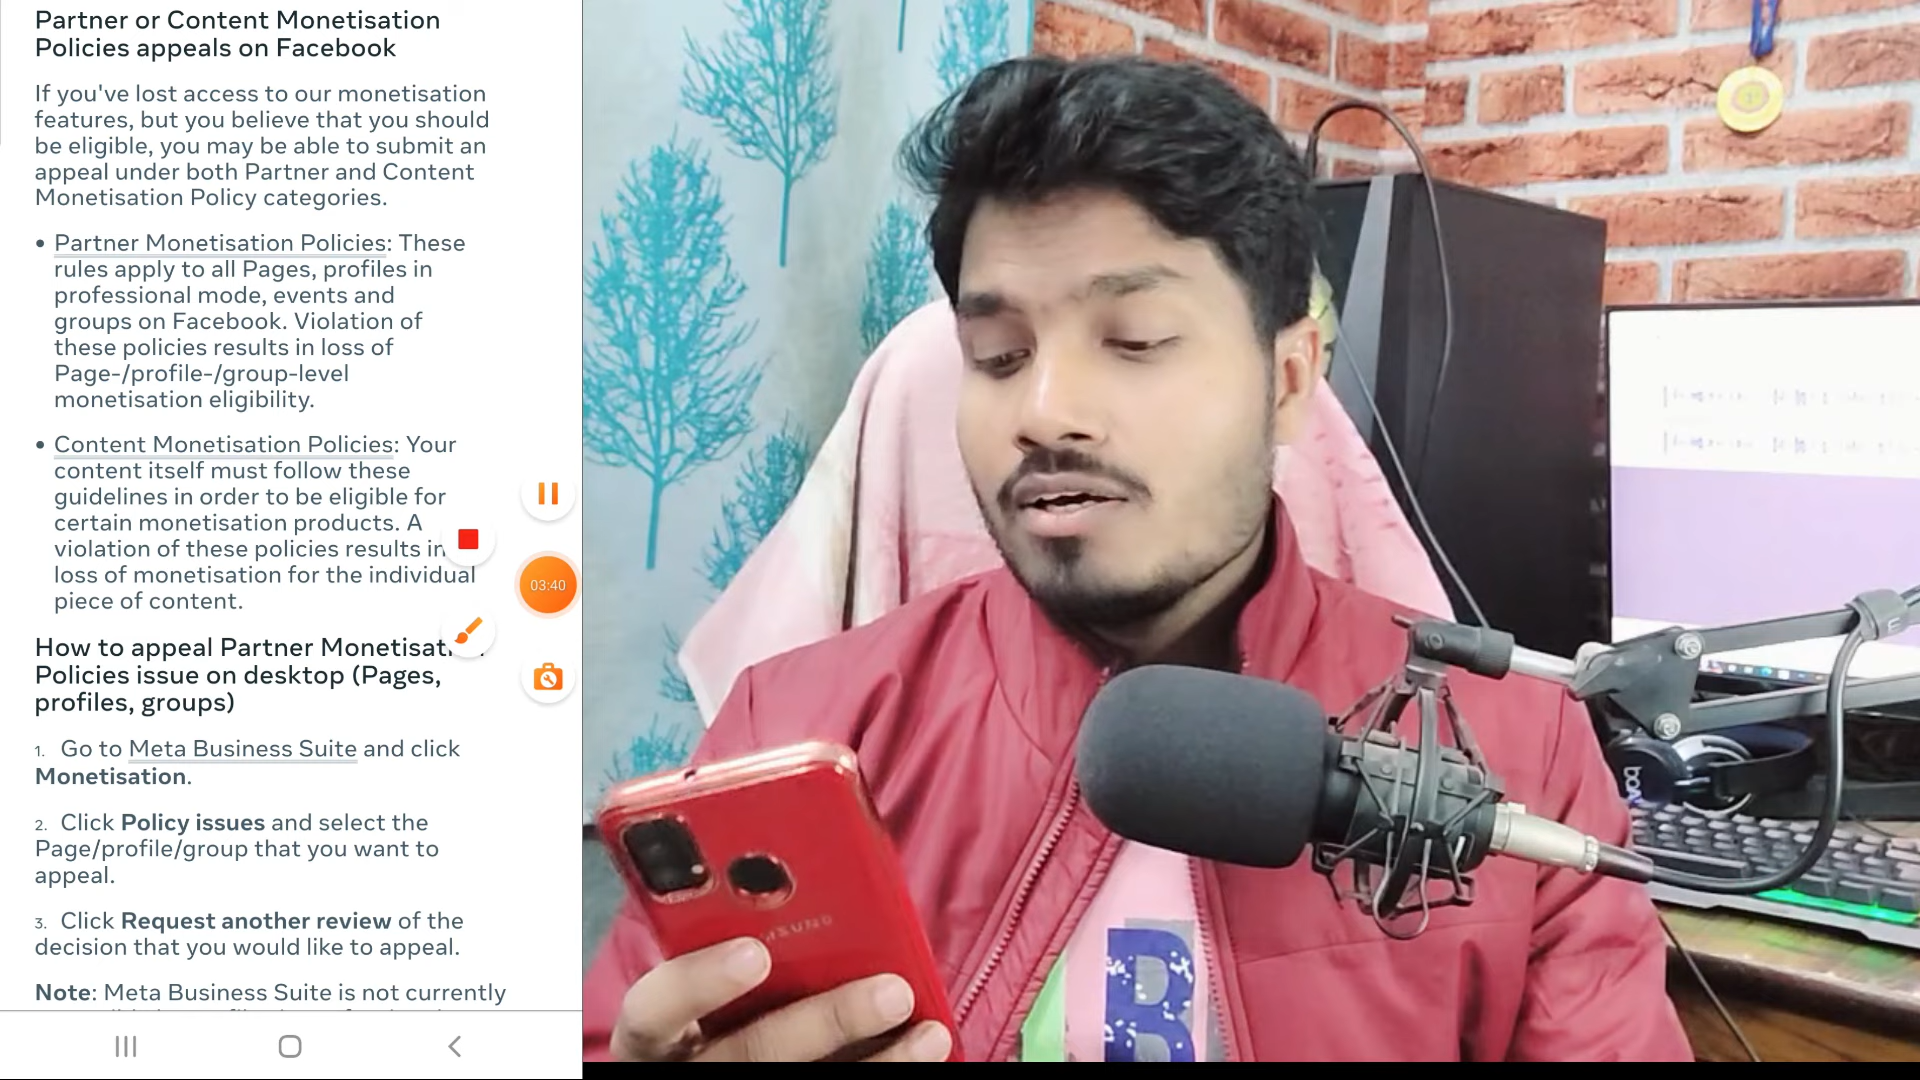 Partner or Content Monetisation
Policies appeals on Facebook
If you've lost access to our monetisation
features, but you believe that you should
be eligible, you may be able to submit an
appeal under both Partner and Content
Monetisation Policy categories.
• Partner Monetisation Policies: These
rules apply to all Pages, profiles in
professional mode, events and
groups on Facebook. Violation of
these policies results in loss of
Page-/profile-/group-level
monetisation eligibility.
• Content Monetisation Policies: Your
content itself must follow these
guidelines in order to be eligible for
certain monetisation products. A
violation of these policies results in
loss of monetisation for the individual
piece of content.
03:40
How to appeal Partner
Policies issue on desktop (Pages,
profiles, groups)
1. Go to Meta Business Suite and click
Monetisation.
2. Click Policy issues and select the
Page/profile/group that you want to
appeal.
3. Click Request another review of the
decision that you would like to appeal.
Note: Meta Business Suite is not currently
B